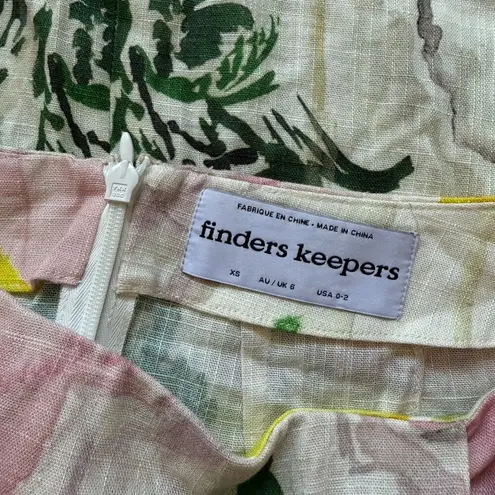 FABRIQUE EN CHINE • MADE IN CHINA
finders keepers
XS AU / UK 6 USA 0-2